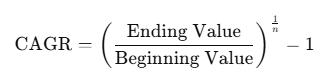 CAGR = (Ending Value / Beginning Value)^(1/n) − 1